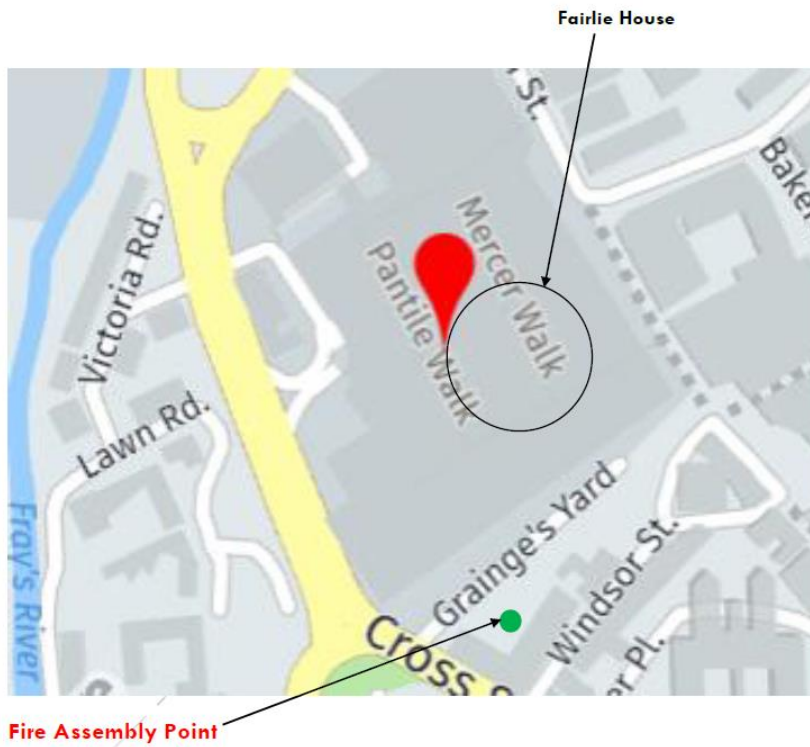 Fairlie House
St.
Baker
Mercer Walk
Pantile Walk
Victoria Rd.
Lawn Rd.
Fray's River
Grainge's Yard
Windsor St.
Cross S
er Pl.
Fire Assembly Point